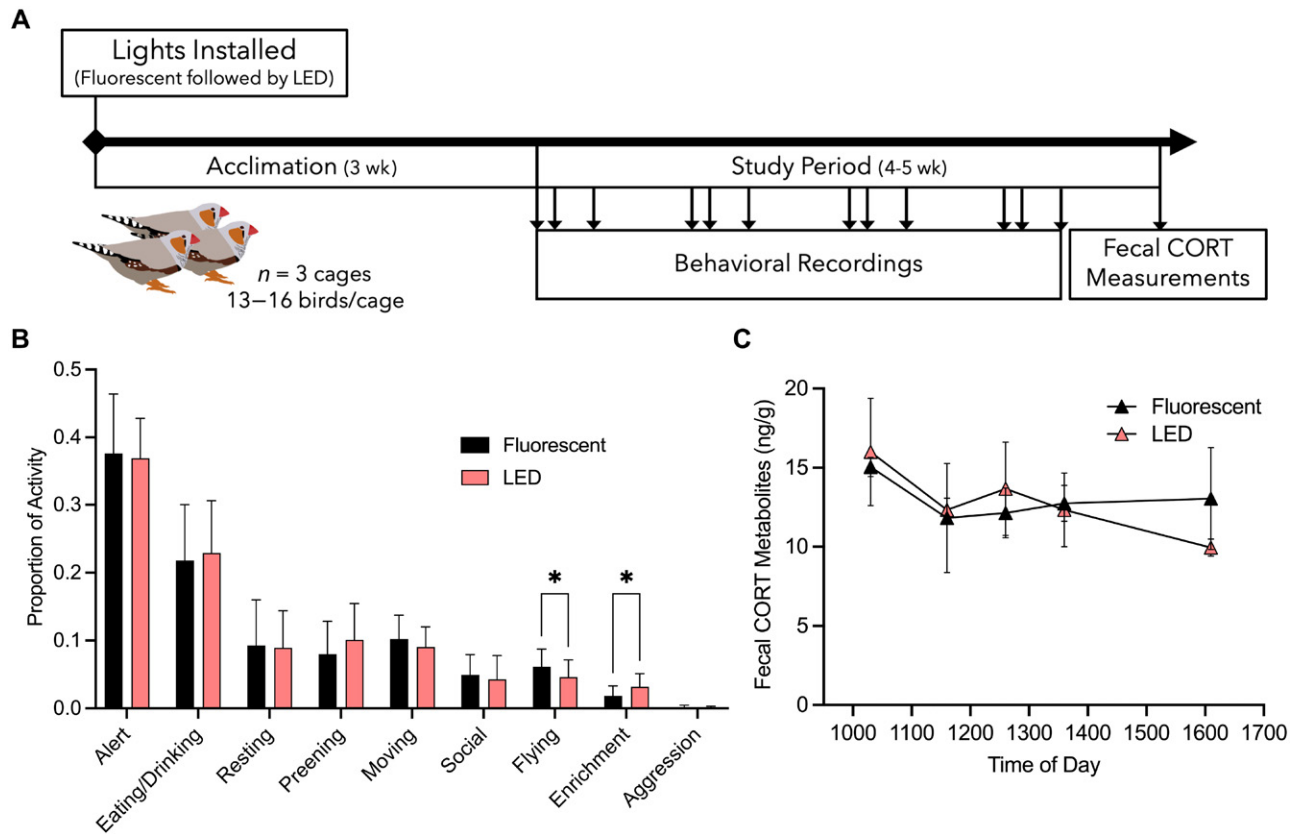 A
Lights Installed
(Fluorescent followed by LED)
Acclimation (3 wk)
Study Period (4-5 wk)
n = 3 cages
13–16 birds/cage
Behavioral Recordings
Fecal CORT
Measurements
B
Proportion of Activity
0.5
0.4
0.3
0.2
0.1
0.0
Fluorescent
LED
*
*
Alert
Eating/Drinking
Resting
Preening
Moving
Social
Flying
Enrichment
Aggression
C
Fecal CORT Metabolites (ng/g)
20
15
10
5
0
Fluorescent
LED
1000 1100 1200 1300 1400 1500 1600 1700
Time of Day